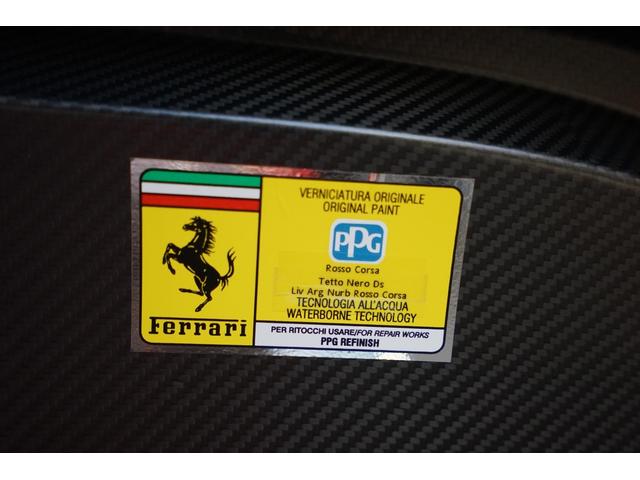 VERNICIATURA ORIGINALE
ORIGINAL PAINT
PPG
Rosso Corsa
Tetto Nero Ds
Liv Arg Nurb Rosso Corsa
TECNOLOGIA ALL'ACQUA
WATERBORNE TECHNOLOGY
Ferrari
PER RITOCCHI USARE/FOR REPAIR WORKS
PPG REFINISH